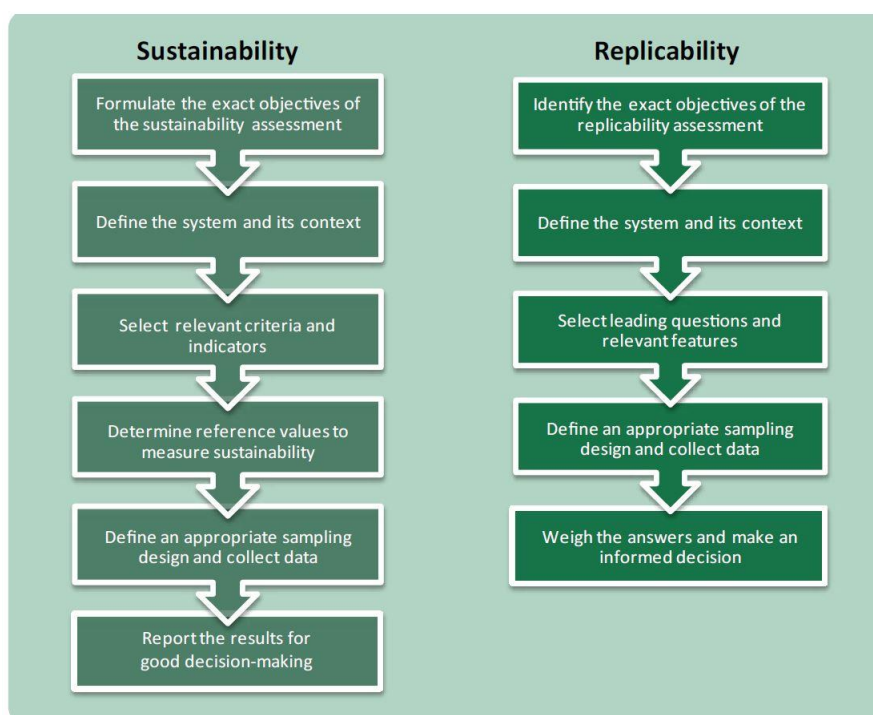 Sustainability
Formulate the exact objectives of
the sustainability assessment
Define the system and its context
Select relevant criteria and
indicators
Determine reference values to
measure sustainability
Define an appropriate sampling
design and collect data
Report the results for
good decision-making
Replicability
Identify the exact objectives of the
replicability assessment
Define the system and its context
Select leading questions and
relevant features
Define an appropriate sampling
design and collect data
Weigh the answers and make an
informed decision